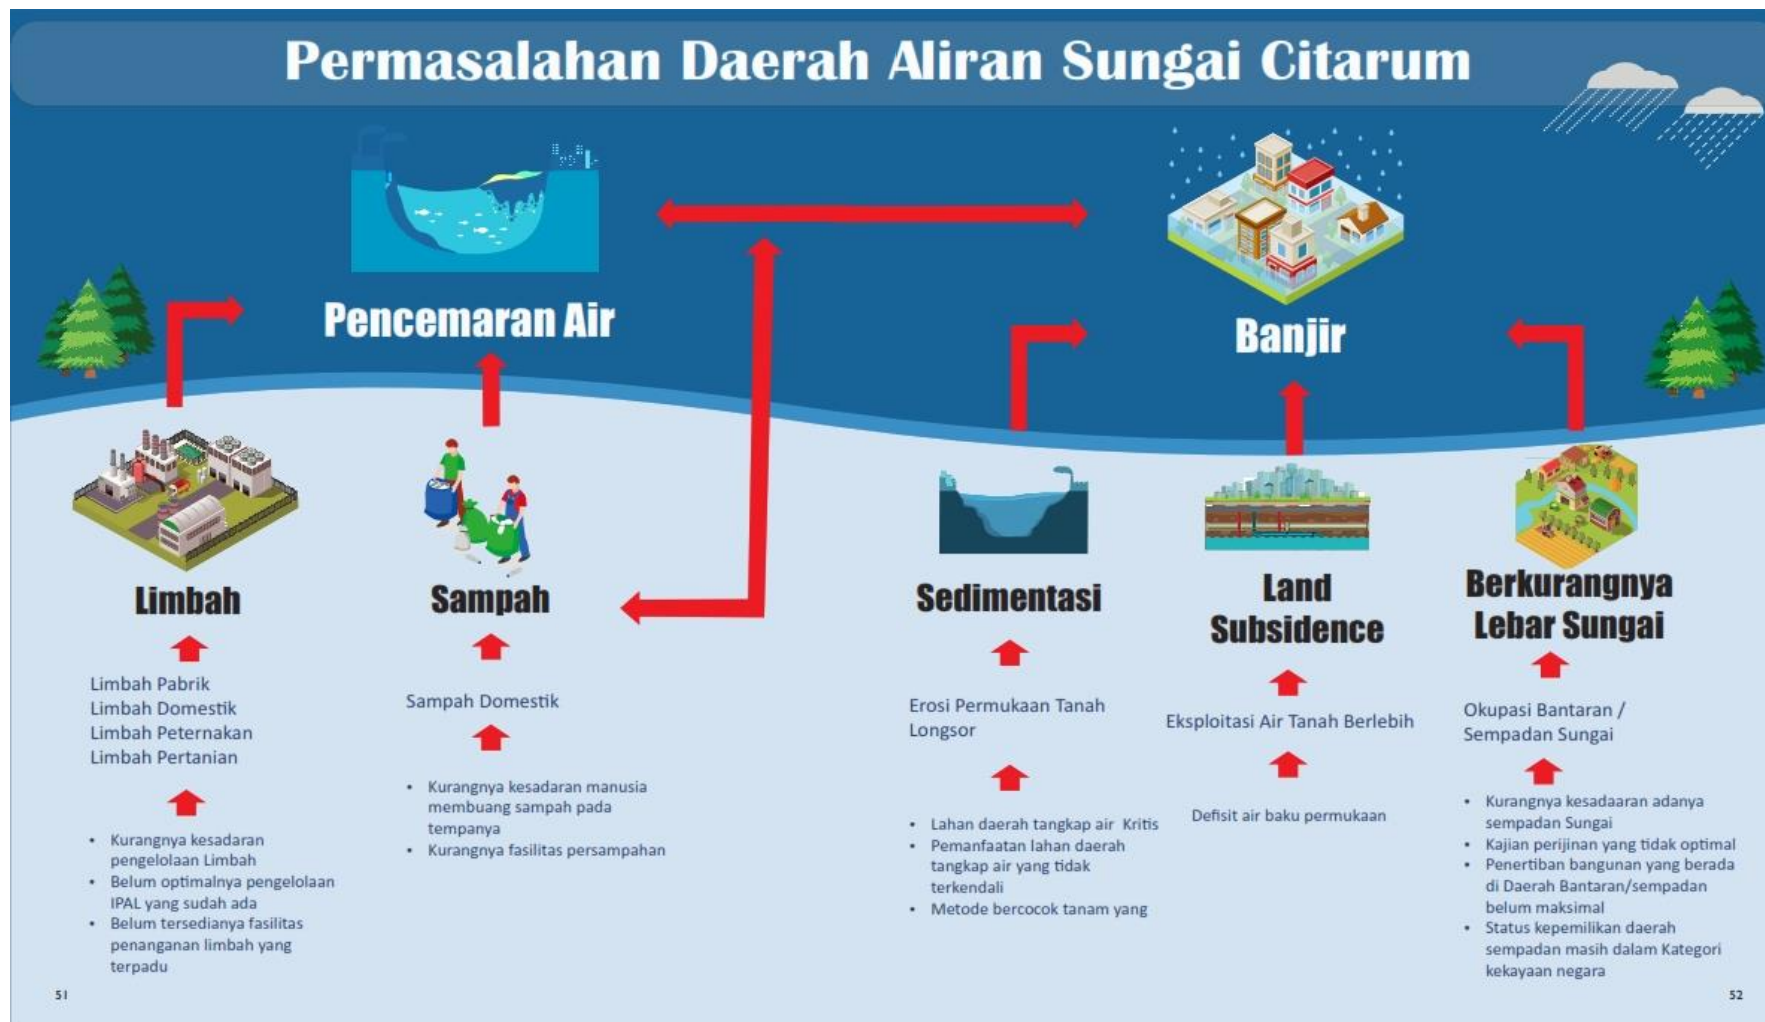 Permasalahan Daerah Aliran Sungai Citarum
Pencemaran Air
Banjir
Limbah
Limbah Pabrik
Limbah Domestik
Limbah Peternakan
Limbah Pertanian
• Kurangnya kesadaran
pengelolaan Limbah
• Belum optimalnya pengelolaan
IPAL yang sudah ada
• Belum tersedianya fasilitas
penanganan limbah yang
terpadu
Sampah
Sampah Domestik
• Kurangnya kesadaran manusia
membuang sampah pada
tempanya
• Kurangnya fasilitas persampahan
Sedimentasi
Erosi Permukaan Tanah
Longsor
• Lahan daerah tangkap air Kritis
• Pemanfaatan lahan daerah
tangkap air yang tidak
terkendali
• Metode bercocok tanam yang
Land
Subsidence
Eksploitasi Air Tanah Berlebih
Defisit air baku permukaan
Berkurangnya
Lebar Sungai
Okupasi Bantaran /
Sempadan Sungai
• Kurangnya kesadaaran adanya
sempadan Sungai
• Kajian perijinan yang tidak optimal
• Penertiban bangunan yang berada
di Daerah Bantaran/sempadan
belum maksimal
• Status kepemilikan daerah
sempadan masih dalam Kategori
kekayaan negara
51
52